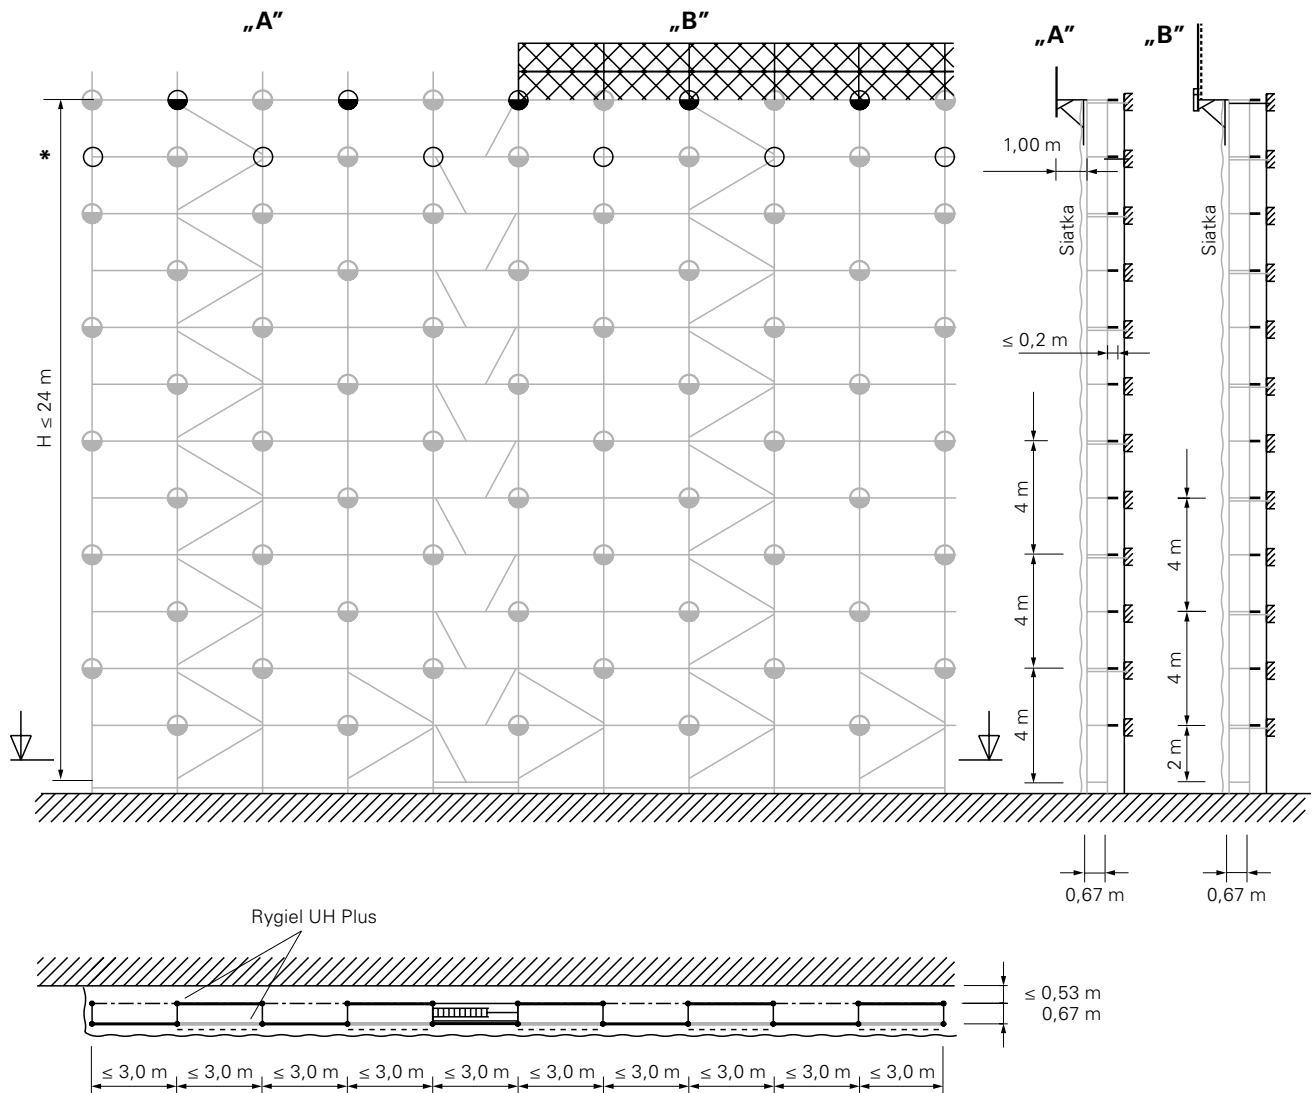 „A” „B” „A” „B”
*
1,00 m
Siatka Siatka
≤ 0,2 m
H ≤ 24 m
4 m
4 m
4 m
4 m
4 m
2 m
0,67 m 0,67 m
Rygiel UH Plus
≤ 0,53 m
0,67 m
≤ 3,0 m ≤ 3,0 m ≤ 3,0 m ≤ 3,0 m ≤ 3,0 m ≤ 3,0 m ≤ 3,0 m ≤ 3,0 m ≤ 3,0 m ≤ 3,0 m